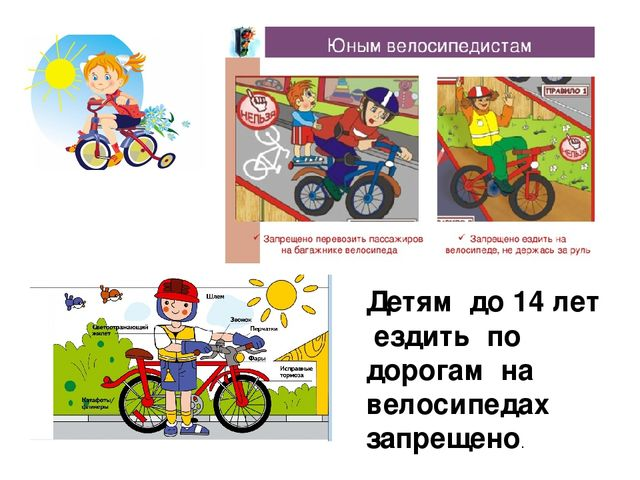 Юным велосипедистам
НЕЛЬЗЯ
ПРАВИЛО 1
НЕЛЬЗЯ
Запрещено перевозить пассажиров
на багажнике велосипеда
Запрещено ездить на
велосипеде, не держась за руль
Шлем
Звонок
Светоотражающий
жилет
Перчатки
Фары
Исправные
тормоза
Катафоты/
фликеры
Детям до 14 лет
ездить по
дорогам на
велосипедах
запрещено.